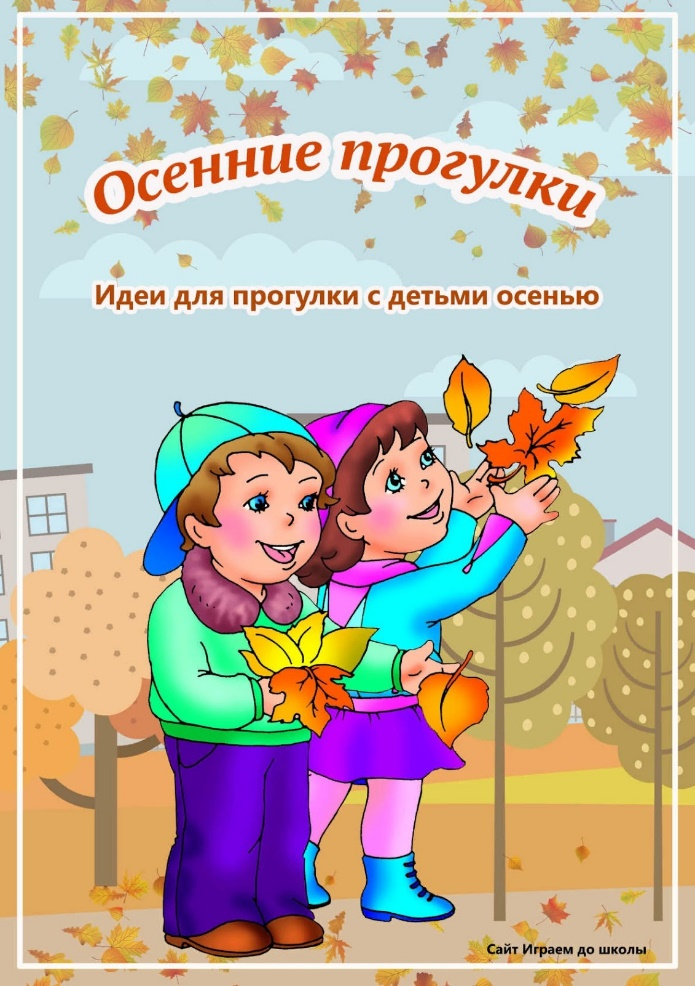 Осенние прогулки
Идеи для прогулки с детьми осенью
Сайт Играем до школы